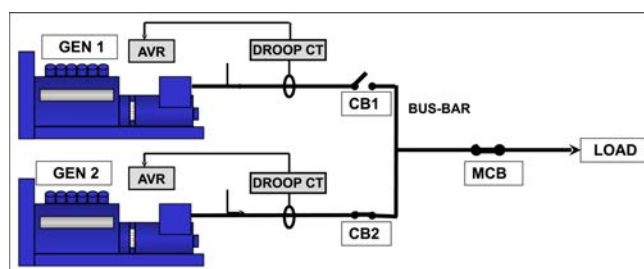 GEN 1
AVR
DROOP CT
CB1
BUS-BAR
MCB
LOAD
GEN 2
AVR
DROOP CT
CB2